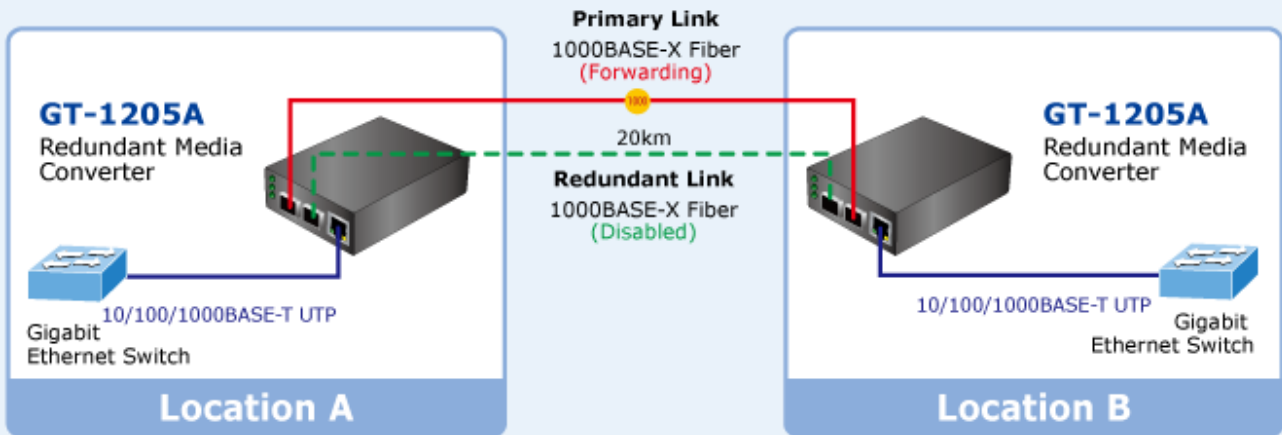 Primary Link
1000BASE-X Fiber
(Forwarding)
1000
20km
Redundant Link
1000BASE-X Fiber
(Disabled)
GT-1205A
Redundant Media
Converter
10/100/1000BASE-T UTP
Gigabit
Ethernet Switch
Location A
GT-1205A
Redundant Media
Converter
10/100/1000BASE-T UTP
Gigabit
Ethernet Switch
Location B